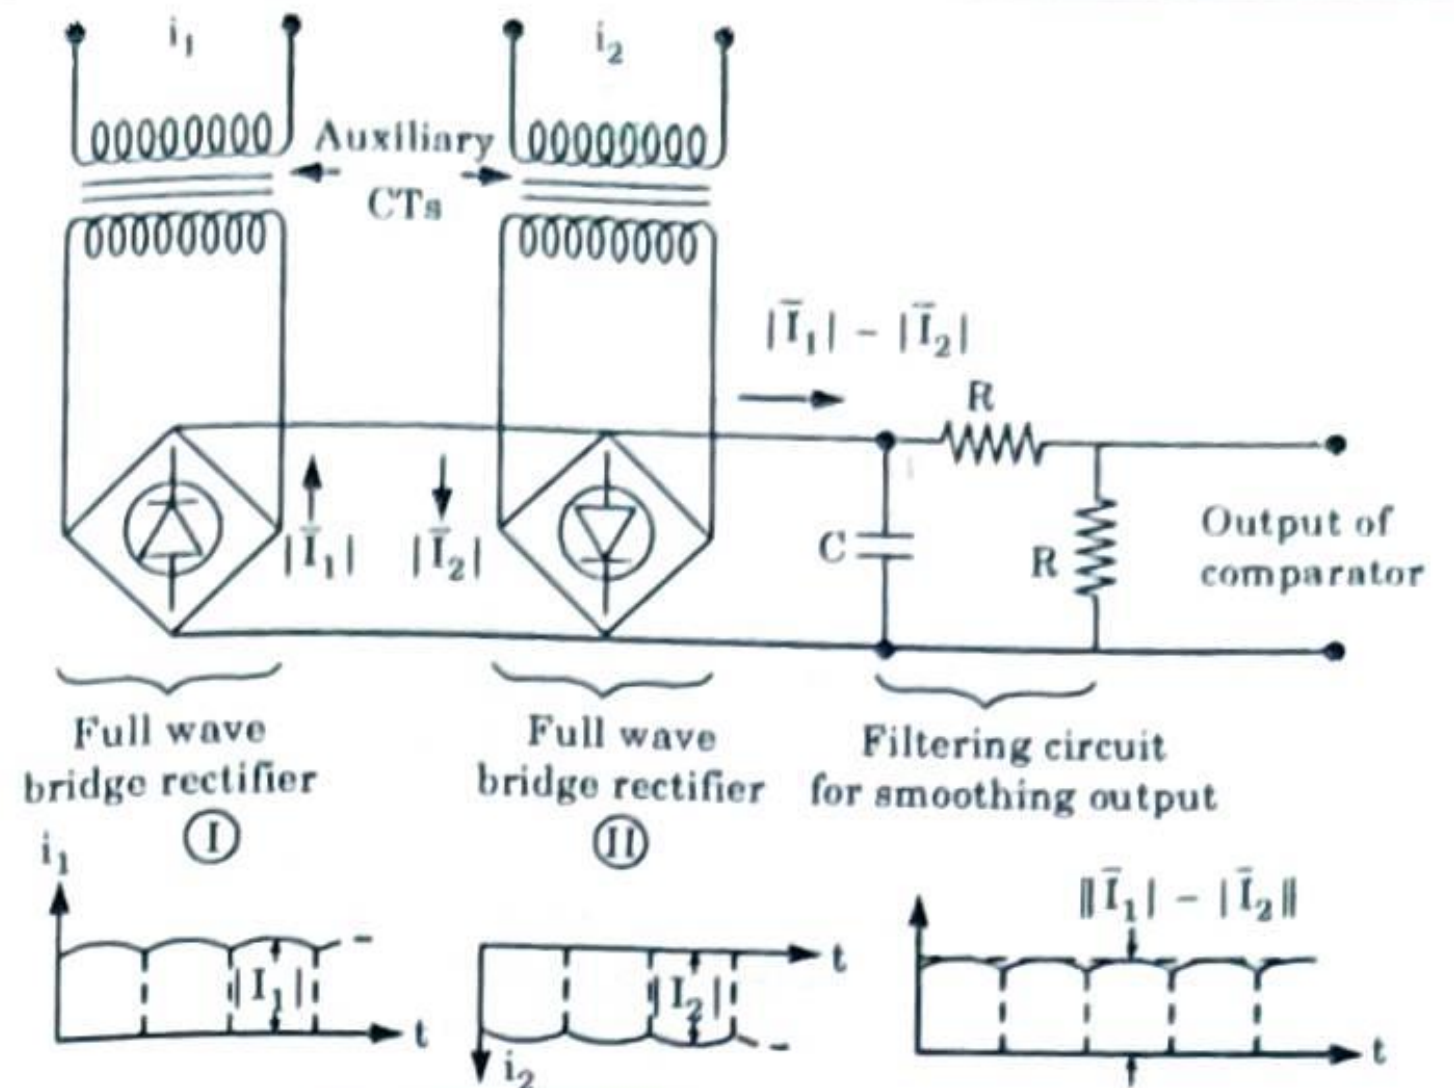 i₁
i₂
Auxiliary
CTs
|Ī₁| - |Ī₂|
R
|Ī₁|
|Ī₂|
C
R
Output of
comparator
Full wave
bridge rectifier
I
Full wave
bridge rectifier
II
Filtering circuit
for smoothing output
i₁
|I₁|
t
t
|I₂|
i₂
||Ī₁| - |Ī₂||
t